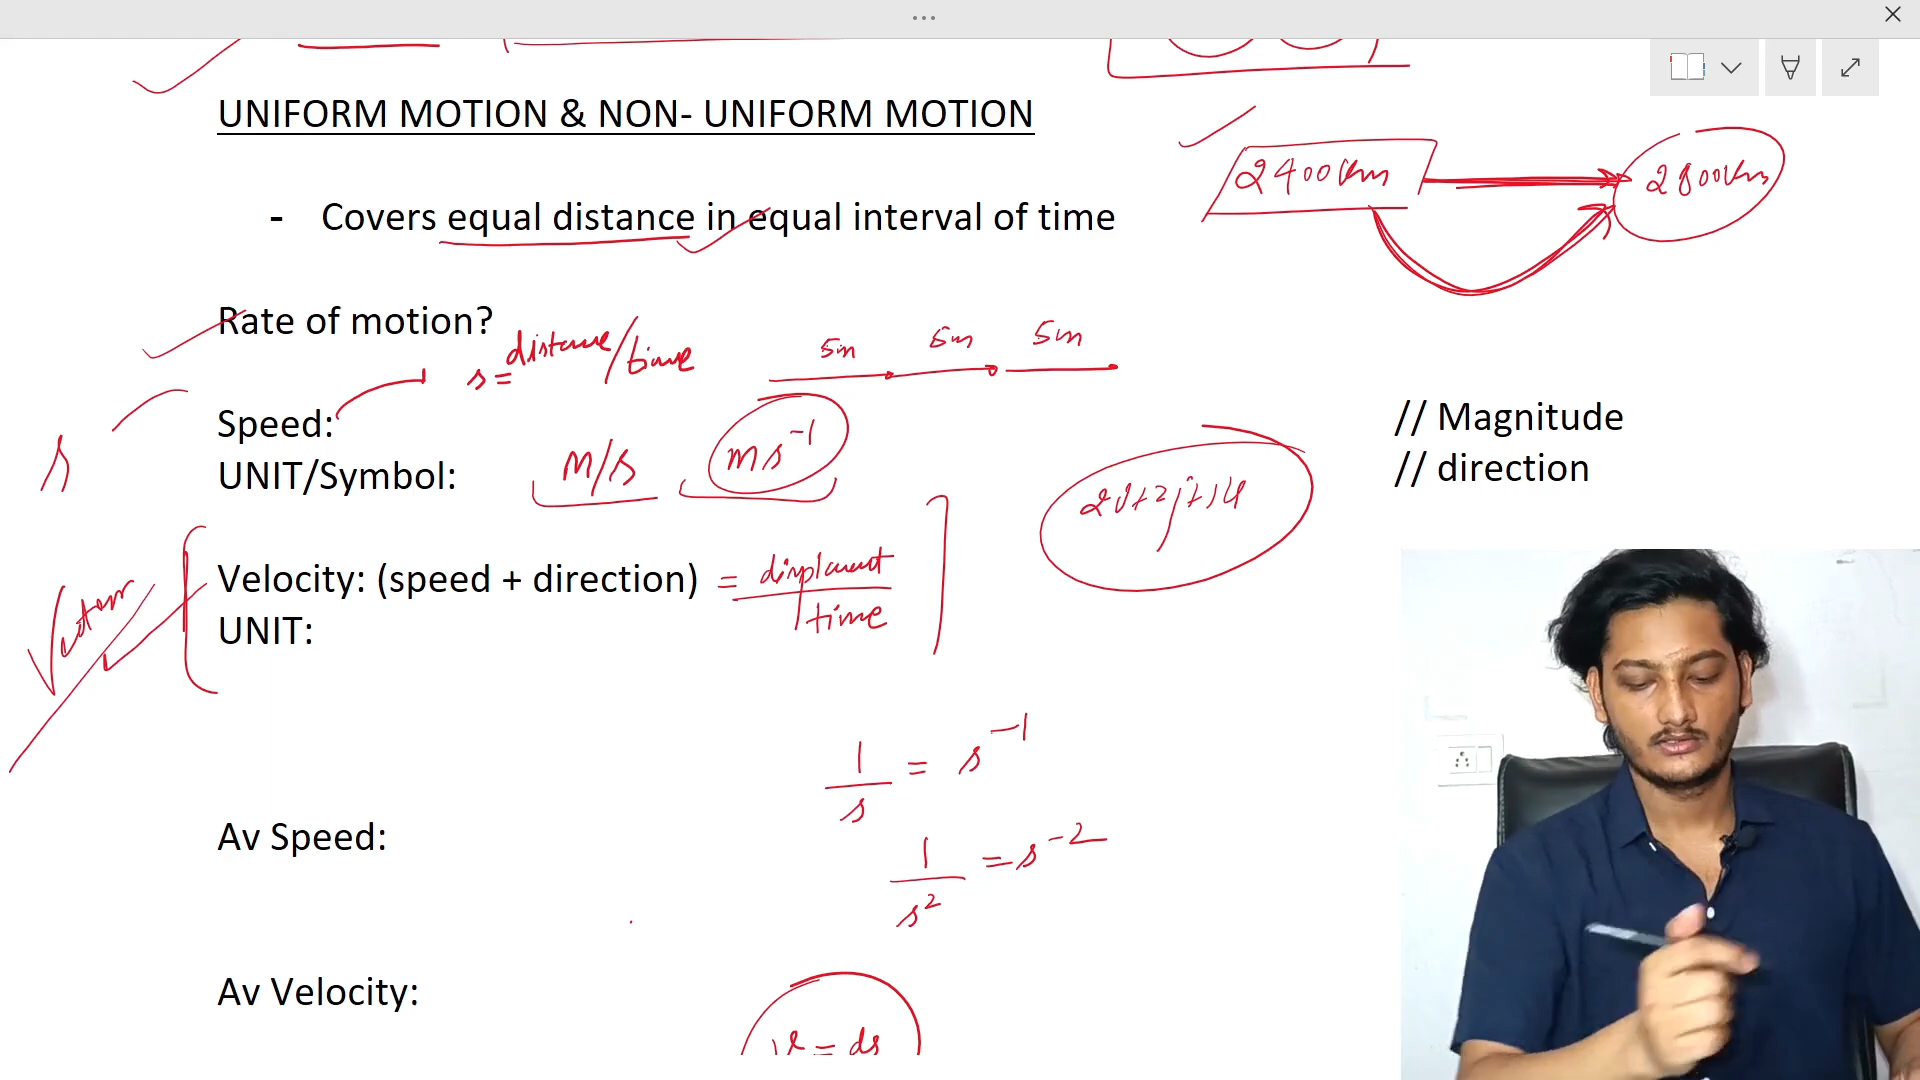 UNIFORM MOTION & NON- UNIFORM MOTION
2400km
2800km
- Covers equal distance in equal interval of time
Rate of motion?
s = distance/time
5m 5m 5m
Speed:
// Magnitude
s
UNIT/Symbol: m/s ms⁻¹
// direction
Velocity: (speed + direction) =
time
UNIT:
1/s = s⁻¹
Av Speed:
1/s² = s⁻²
Av Velocity:
v = ds